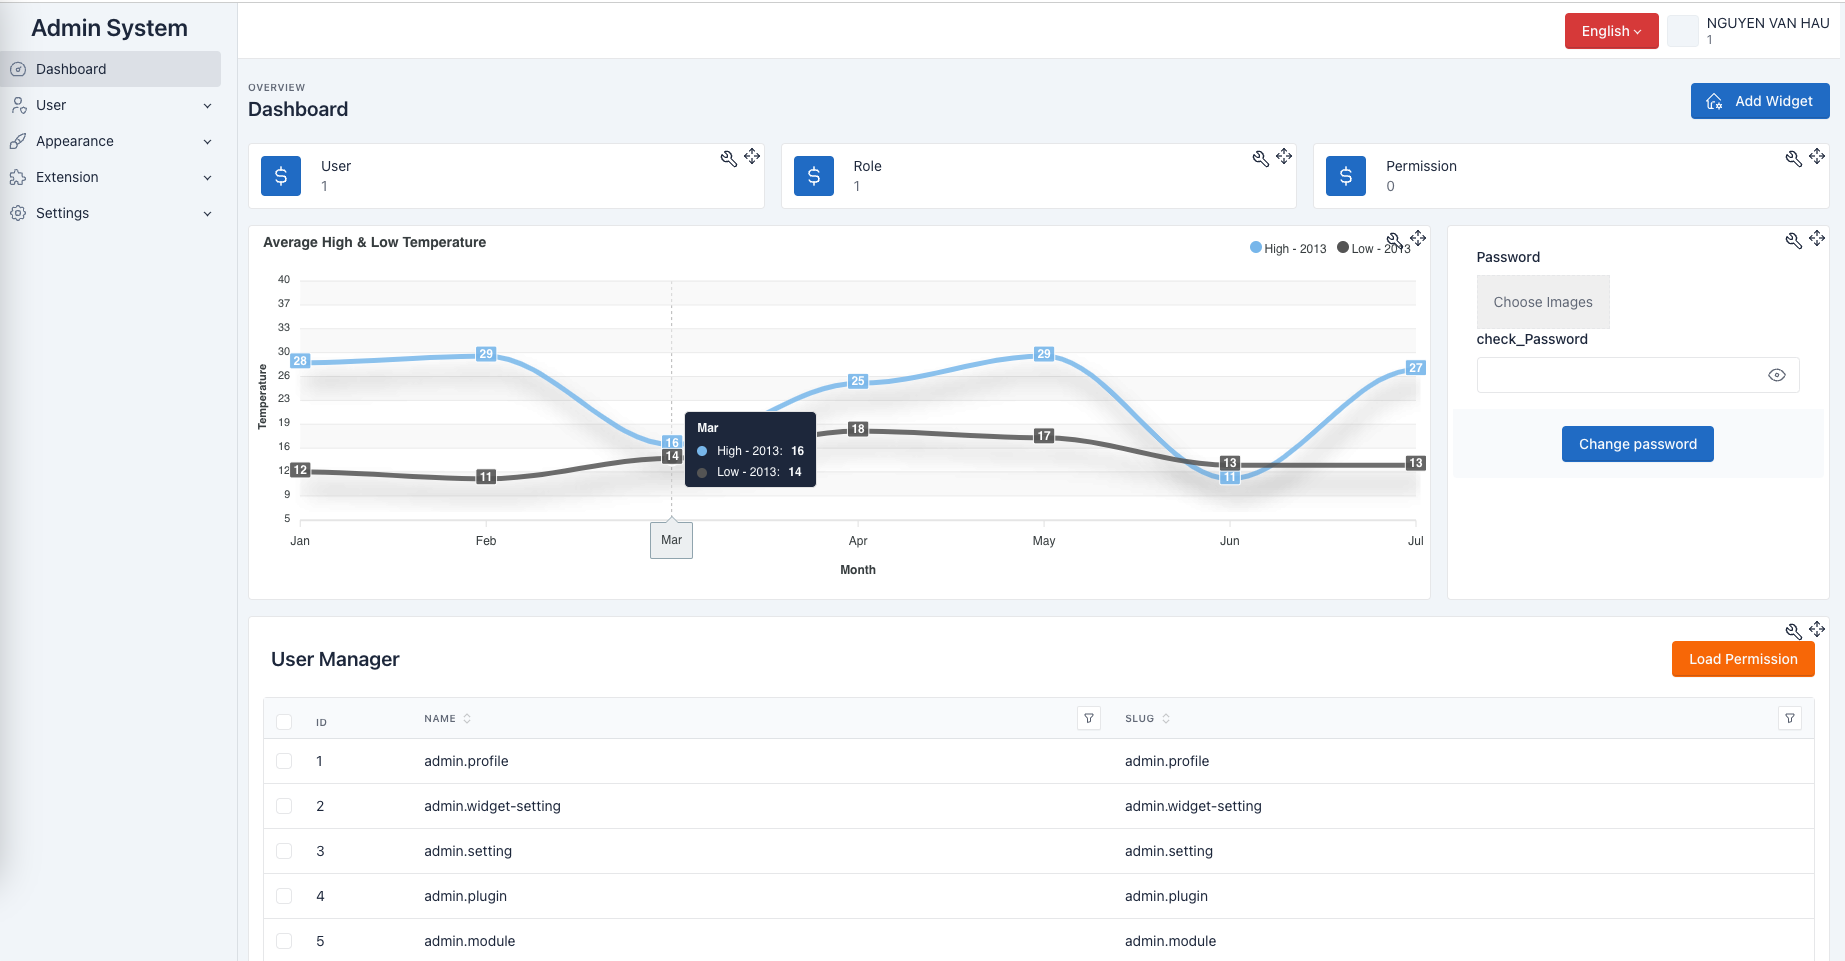 Admin System
Dashboard
User
Appearance
Extension
Settings
English
NGUYEN VAN HAU
1
OVERVIEW
Dashboard
Add Widget
User
1
Role
1
Permission
0
Average High & Low Temperature
High - 2013 Low - 2013
Temperature
40
37
33
30
26
23
19
16
12
9
5
28 29 16 25 29 11 27
12 11 14 18 17 13 13
Mar
High - 2013: 16
Low - 2013: 14
Jan Feb Mar Apr May Jun Jul
Month
Password
Choose Images
check_Password
Change password
User Manager
Load Permission
ID NAME SLUG
1 admin.profile admin.profile
2 admin.widget-setting admin.widget-setting
3 admin.setting admin.setting
4 admin.plugin admin.plugin
5 admin.module admin.module